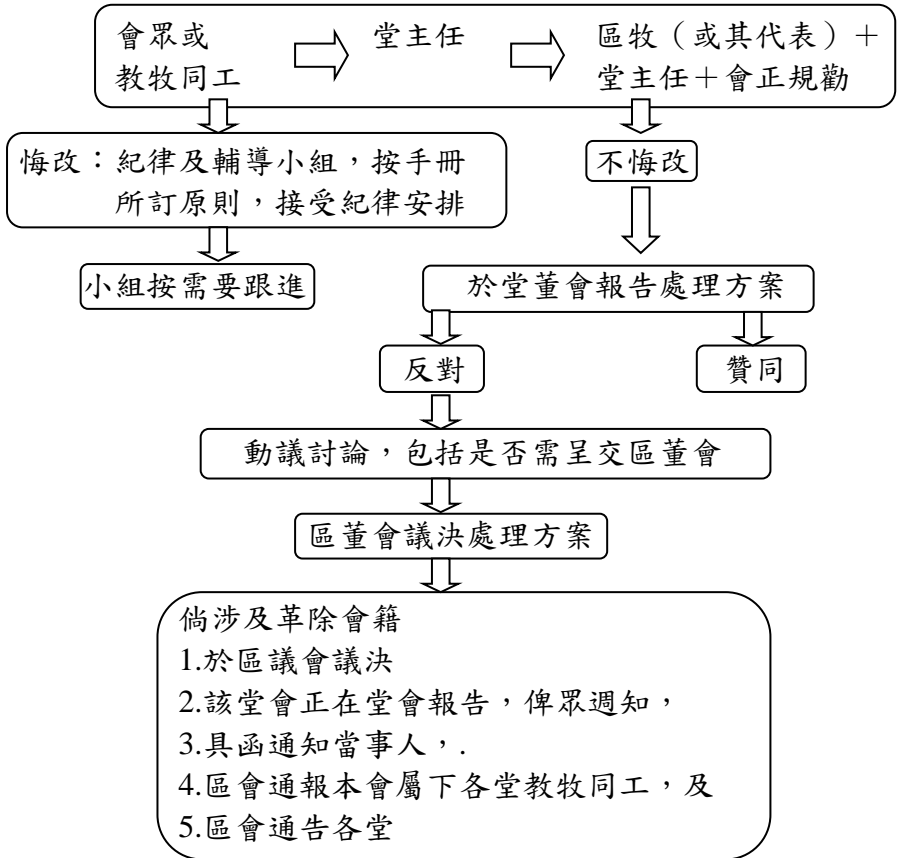 會眾或
教牧同工
堂主任
區牧（或其代表）＋
堂主任＋會正規勸
悔改：紀律及輔導小組，按手冊
所訂原則，接受紀律安排
不悔改
小組按需要跟進
於堂董會報告處理方案
反對
贊同
動議討論，包括是否需呈交區董會
區董會議決處理方案
倘涉及革除會籍
1.於區議會議決
2.該堂會正在堂會報告，俾眾週知，
3.具函通知當事人，.
4.區會通報本會屬下各堂教牧同工，及
5.區會通告各堂